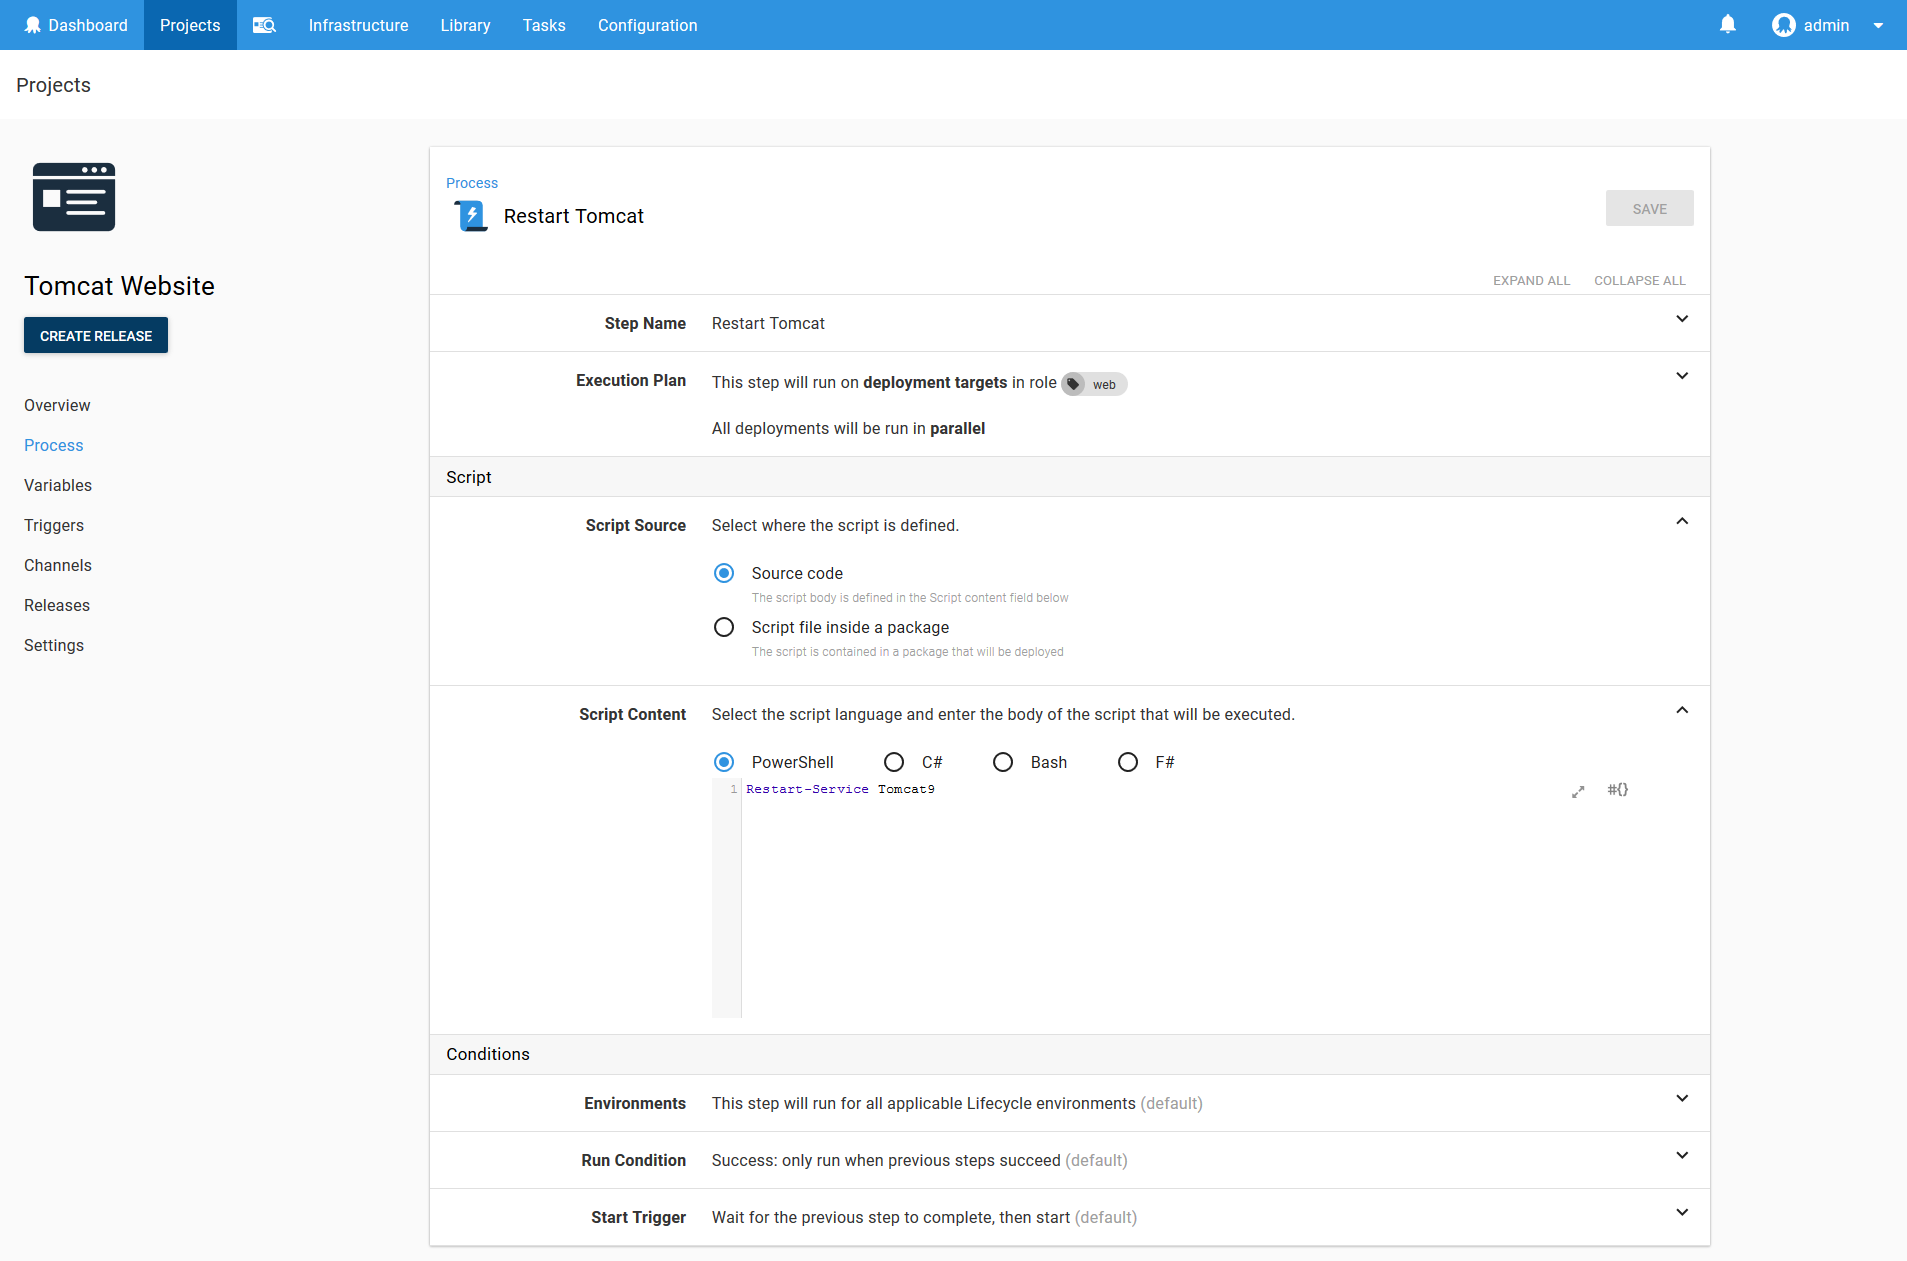 Dashboard Projects Infrastructure Library Tasks Configuration admin
Projects
Tomcat Website
CREATE RELEASE
Overview
Process
Variables
Triggers
Channels
Releases
Settings
Process
Restart Tomcat
SAVE
EXPAND ALL COLLAPSE ALL
Step Name Restart Tomcat
Execution Plan This step will run on deployment targets in role web
All deployments will be run in parallel
Script
Script Source Select where the script is defined.
Source code
The script body is defined in the Script content field below
Script file inside a package
The script is contained in a package that will be deployed
Script Content Select the script language and enter the body of the script that will be executed.
PowerShell C# Bash F#
1 Restart-Service Tomcat9 #{}
Conditions
Environments This step will run for all applicable Lifecycle environments (default)
Run Condition Success: only run when previous steps succeed (default)
Start Trigger Wait for the previous step to complete, then start (default)